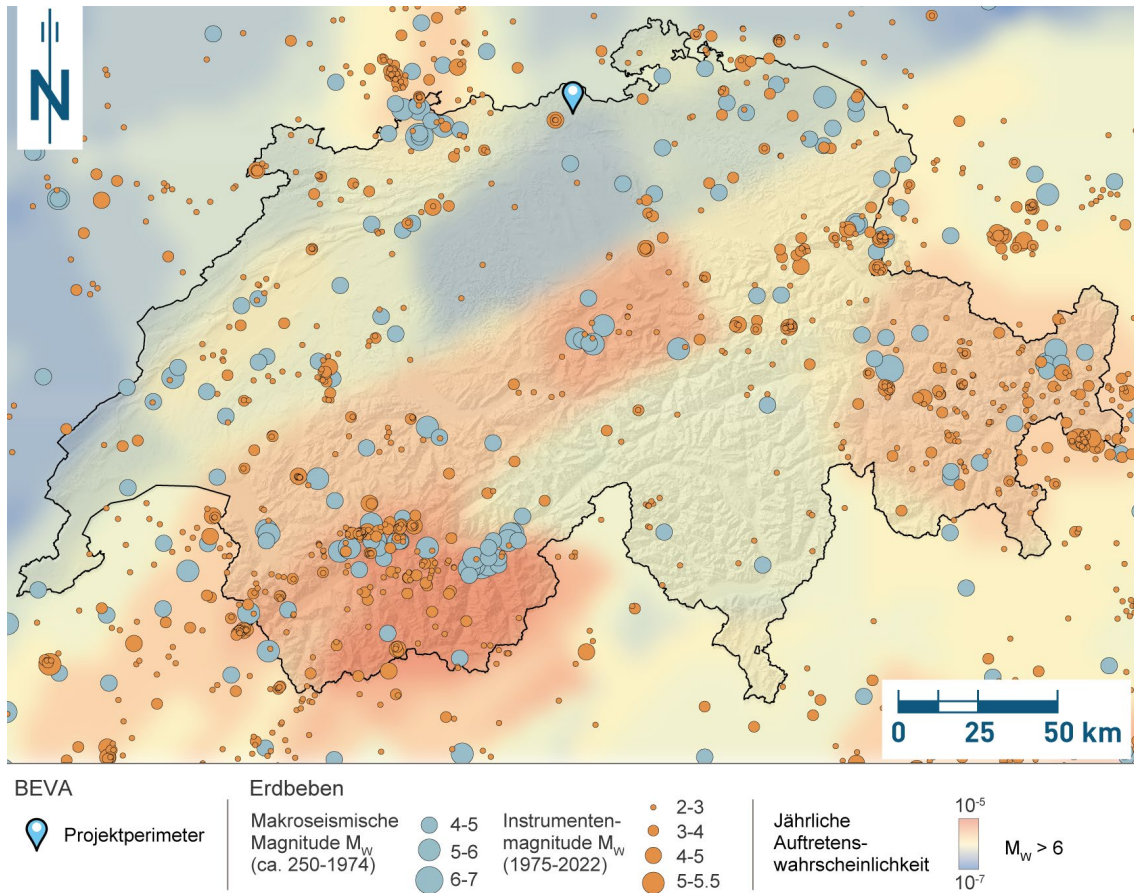 N
0 25 50 km
BEVA
Projektperimeter
Erdbeben
Makroseismische
Magnitude Mw
(ca. 250-1974)
4-5
5-6
6-7
Instrumenten-
magnitude Mw
(1975-2022)
2-3
3-4
4-5
5-5.5
Jährliche
Auftretens-
wahrscheinlichkeit
10⁻⁵
10⁻⁷
Mw > 6